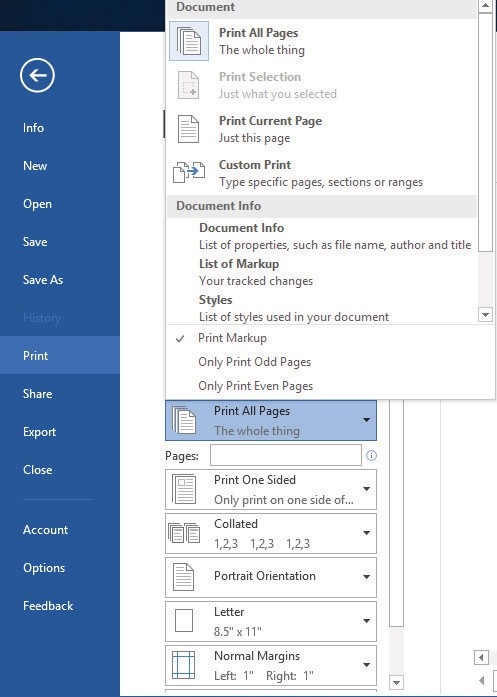 Info
New
Open
Save
Save As
History
Print
Share
Export
Close
Account
Options
Feedback
Document
Print All Pages
The whole thing
Print Selection
Just what you selected
Print Current Page
Just this page
Custom Print
Type specific pages, sections or ranges
Document Info
Document Info
List of properties, such as file name, author and title
List of Markup
Your tracked changes
Styles
List of styles used in your document
Print Markup
Only Print Odd Pages
Only Print Even Pages
Print All Pages
The whole thing
Pages:
Print One Sided
Only print on one side of...
Collated
1,2,3 1,2,3 1,2,3
Portrait Orientation
Letter
8.5" x 11"
Normal Margins
Left: 1" Right: 1"